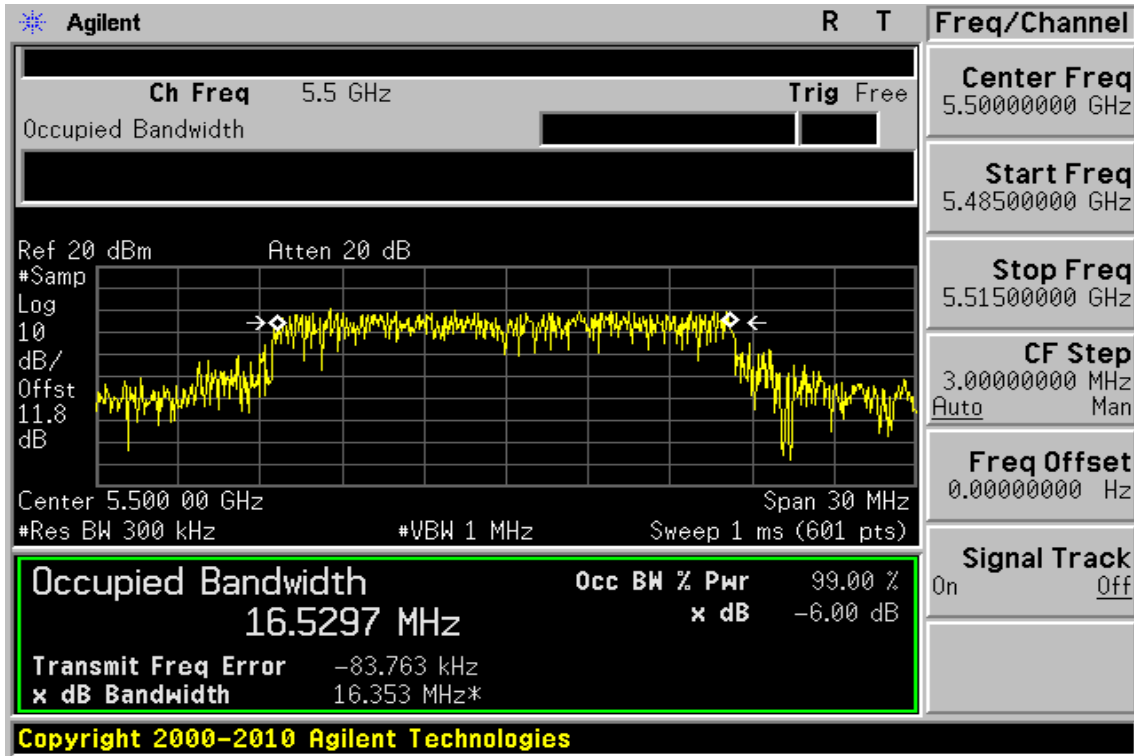 Agilent R T Freq/Channel
Ch Freq 5.5 GHz Trig Free
Occupied Bandwidth
Center Freq
5.50000000 GHz
Start Freq
5.48500000 GHz
Stop Freq
5.51500000 GHz
CF Step
3.00000000 MHz
Auto Man
Freq Offset
0.00000000 Hz
Signal Track
On Off
Ref 20 dBm Atten 20 dB
#Samp
Log
10
dB/
Offst
11.8
dB
Center 5.500 00 GHz Span 30 MHz
#Res BW 300 kHz #VBW 1 MHz Sweep 1 ms (601 pts)
Occupied Bandwidth Occ BW % Pwr 99.00 %
16.5297 MHz x dB -6.00 dB
Transmit Freq Error -83.763 kHz
x dB Bandwidth 16.353 MHz*
Copyright 2000-2010 Agilent Technologies